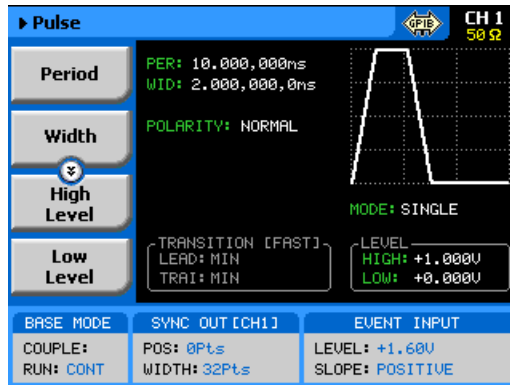 Pulse
GPIB
CH 1
50 Ω
Period
PER: 10.000,000ms
WID: 2.000,000,0ms
Width
POLARITY: NORMAL
High
Level
MODE: SINGLE
Low
Level
TRANSITION [FAST]
LEAD: MIN
TRAI: MIN
LEVEL
HIGH: +1.000V
LOW: +0.000V
BASE MODE
COUPLE:
RUN: CONT
SYNC OUT [CH1]
POS: 0Pts
WIDTH: 32Pts
EVENT INPUT
LEVEL: +1.60V
SLOPE: POSITIVE